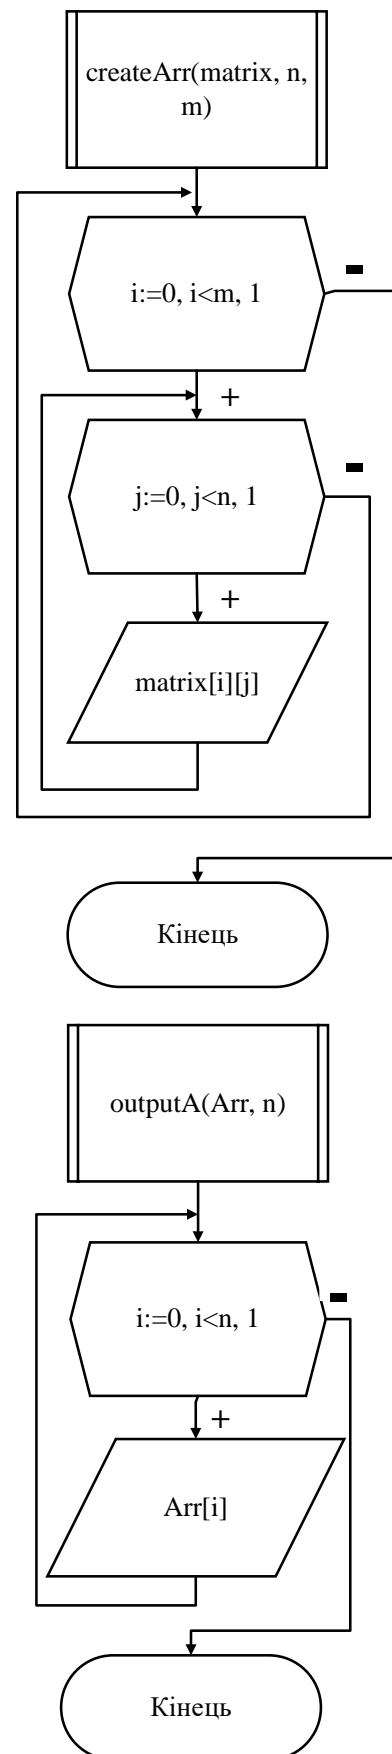 createArr(matrix, n,
m)
-
i:=0, i<m, 1
+
-
j:=0, j<n, 1
+
matrix[i][j]
Кінець
outputA(Arr, n)
-
i:=0, i<n, 1
+
Arr[i]
Кінець